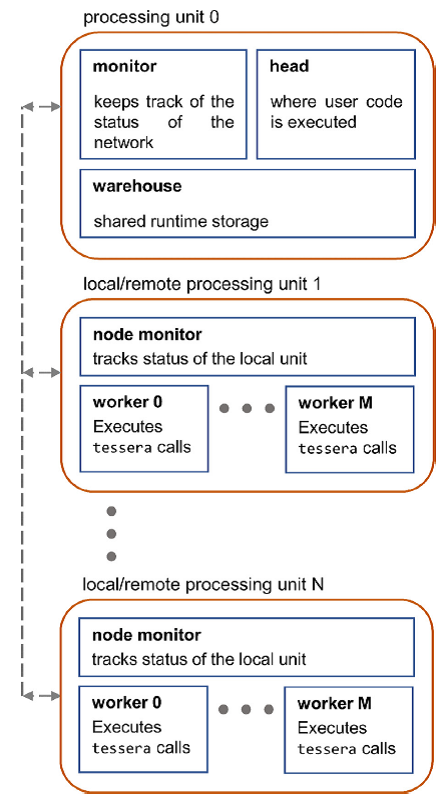 processing unit 0
monitor
keeps track of the
status of the
network
head
where user code
is executed
warehouse
shared runtime storage
local/remote processing unit 1
node monitor
tracks status of the local unit
worker 0
Executes
tessera calls
worker M
Executes
tessera calls
local/remote processing unit N
node monitor
tracks status of the local unit
worker 0
Executes
tessera calls
worker M
Executes
tessera calls